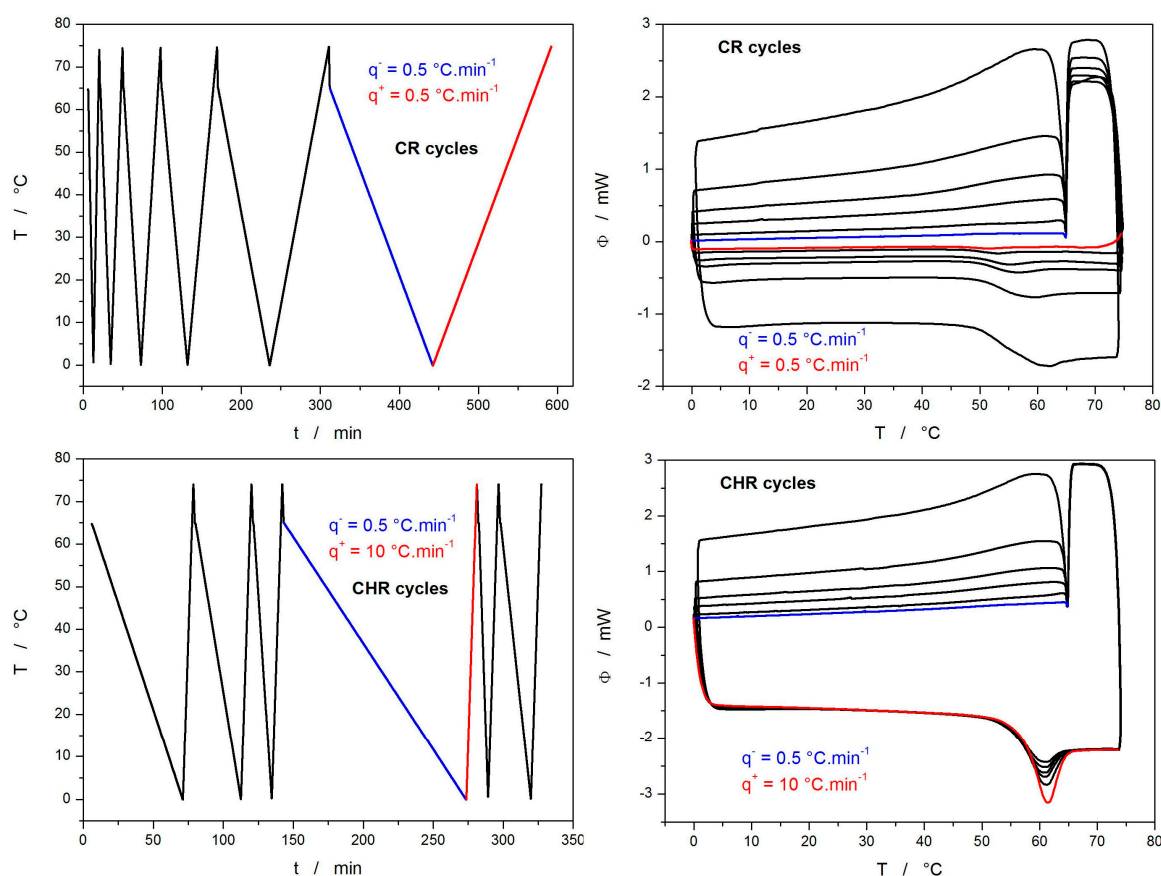 80
70
60
50
40
30
20
10
0
T / °C
q⁻ = 0.5 °C.min⁻¹
q⁺ = 0.5 °C.min⁻¹
CR cycles
0 100 200 300 400 500 600
t / min
3
2
1
0
-1
-2
Φ / mW
CR cycles
q⁻ = 0.5 °C.min⁻¹
q⁺ = 0.5 °C.min⁻¹
0 10 20 30 40 50 60 70 80
T / °C
80
70
60
50
40
30
20
10
0
T / °C
q⁻ = 0.5 °C.min⁻¹
q⁺ = 10 °C.min⁻¹
CHR cycles
0 50 100 150 200 250 300 350
t / min
3
2
1
0
-1
-2
-3
Φ / mW
CHR cycles
q⁻ = 0.5 °C.min⁻¹
q⁺ = 10 °C.min⁻¹
0 10 20 30 40 50 60 70 80
T / °C